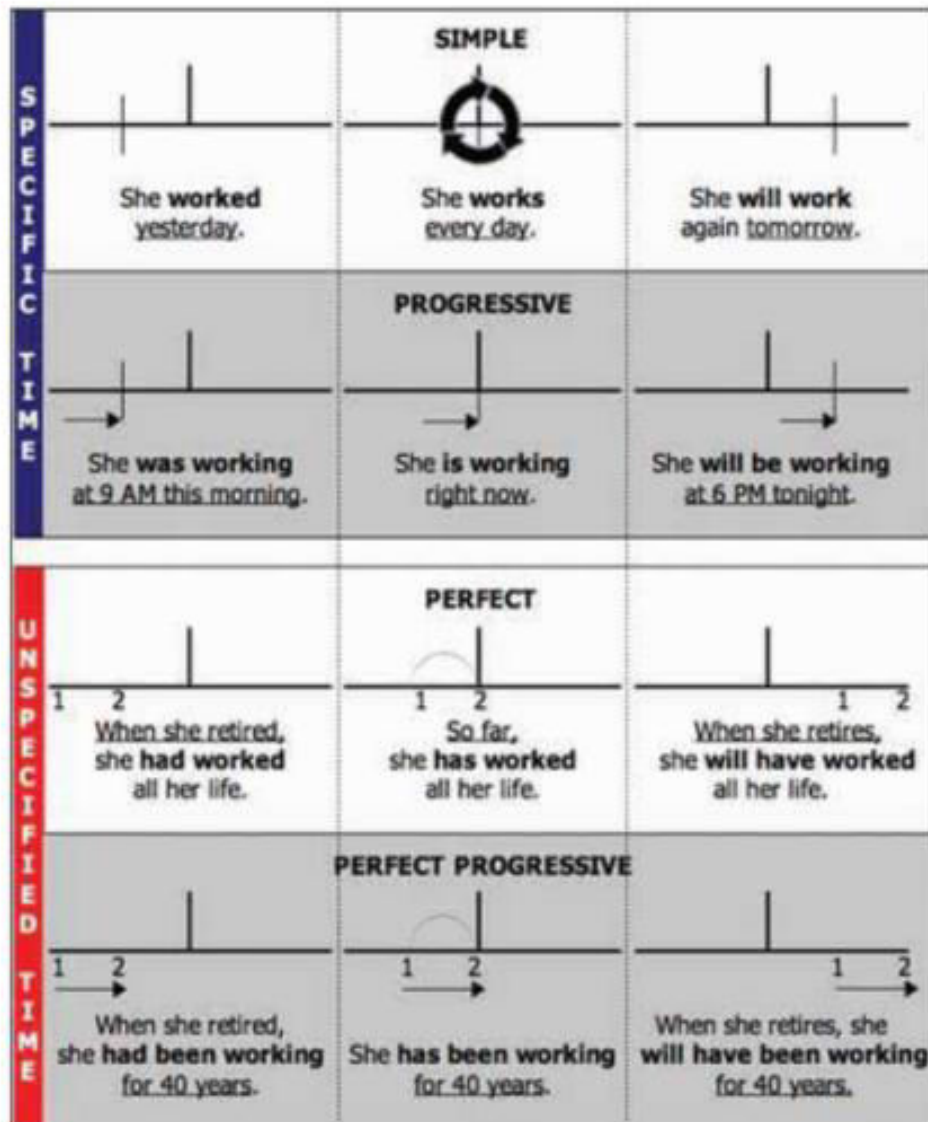 SPECIFIC TIME
SIMPLE
She worked
yesterday.
She works
every day.
She will work
again tomorrow.
PROGRESSIVE
She was working
at 9 AM this morning.
She is working
right now.
She will be working
at 6 PM tonight.
UNSPECIFIED TIME
PERFECT
1 2
When she retired,
she had worked
all her life.
1 2
So far,
she has worked
all her life.
1 2
When she retires,
she will have worked
all her life.
PERFECT PROGRESSIVE
1 2
When she retired,
she had been working
for 40 years.
1 2
She has been working
for 40 years.
1 2
When she retires, she
will have been working
for 40 years.